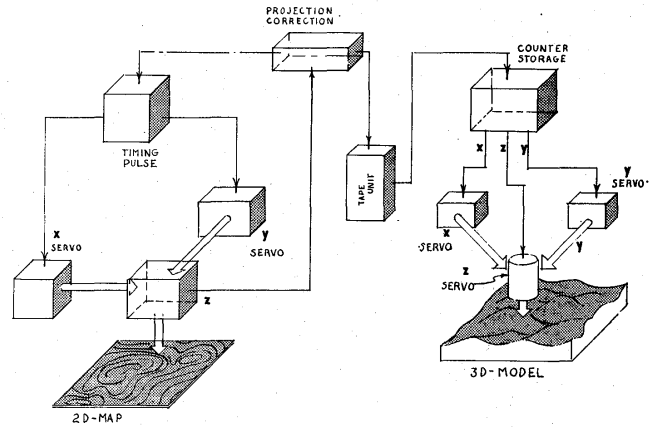 PROJECTION
CORRECTION
COUNTER
STORAGE
TIMING
PULSE
TAPE UNIT
x z y
y
SERVO
x
SERVO
y
SERVO
x
SERVO
y
z
SERVO
z
3D-MODEL
2D-MAP